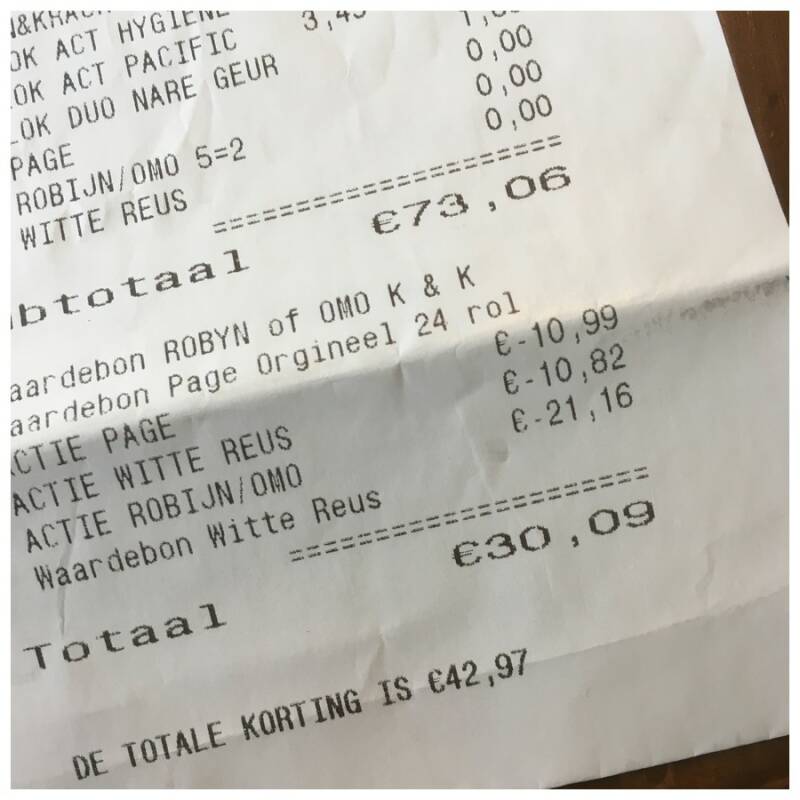 OK ACT HYGIENE
OK ACT PACIFIC 3,45
OK DUO NARE GEUR
PAGE 0,00
ROBIJN/OMO 5=2 0,00
WITTE REUS 0,00
=====================
btotaal €73,06
aardebon ROBYN of OMO K & K
aardebon Page Orgineel 24 rol
ACTIE PAGE €-10,99
ACTIE WITTE REUS €-10,82
ACTIE ROBIJN/OMO €-21,16
Waardebon Witte Reus
=====================
Totaal €30,09
DE TOTALE KORTING IS €42,97